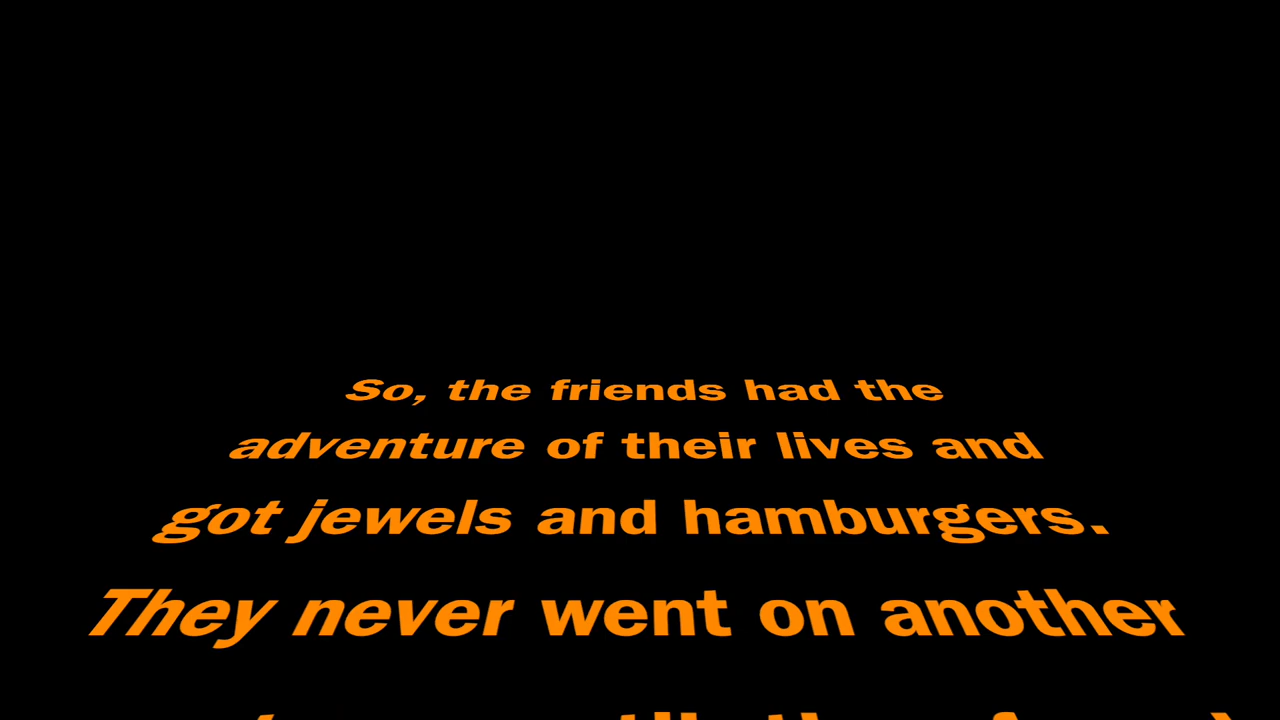 So, the friends had the
adventure of their lives and
got jewels and hamburgers.
They never went on another